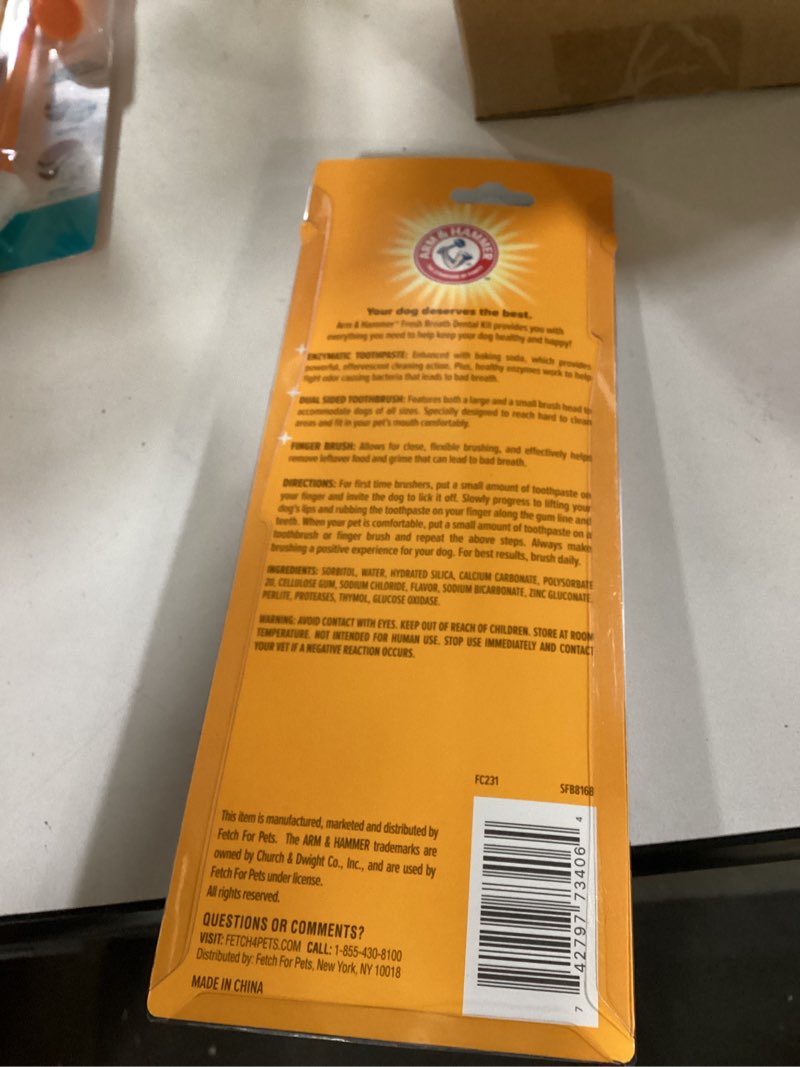 ARM & HAMMER
Your dog deserves the best.
Arm & Hammer™ Fresh Breath Dental Kit provides you with
everything you need to help keep your dog healthy and happy!
ENZYMATIC TOOTHPASTE: Enhanced with baking soda, which provides
powerful, effervescent cleaning action. Plus, healthy enzymes work to help
fight odor causing bacteria that leads to bad breath.
DUAL SIDED TOOTHBRUSH: Features both a large and a small brush head to
accommodate dogs of all sizes. Specially designed to reach hard to clean
areas and fit in your pet's mouth comfortably.
FINGER BRUSH: Allows for close, flexible brushing, and effectively helps
remove leftover food and grime that can lead to bad breath.
DIRECTIONS: For first time brushers, put a small amount of toothpaste on
your finger and invite the dog to lick it off. Slowly progress to lifting your
dog's lips and rubbing the toothpaste on your finger along the gum line and
teeth. When your pet is comfortable, put a small amount of toothpaste on a
toothbrush or finger brush and repeat the above steps. Always make
brushing a positive experience for your dog. For best results, brush daily.
INGREDIENTS: SORBITOL, WATER, HYDRATED SILICA, CALCIUM CARBONATE, POLYSORBATE
20, CELLULOSE GUM, SODIUM CHLORIDE, FLAVOR, SODIUM BICARBONATE, ZINC GLUCONATE,
PERLITE, PROTEASES, THYMOL, GLUCOSE OXIDASE.
WARNING: AVOID CONTACT WITH EYES. KEEP OUT OF REACH OF CHILDREN. STORE AT ROOM
TEMPERATURE. NOT INTENDED FOR HUMAN USE. STOP USE IMMEDIATELY AND CONTACT
YOUR VET IF A NEGATIVE REACTION OCCURS.
FC231
SFB8168
This item is manufactured, marketed and distributed by
Fetch For Pets. The ARM & HAMMER trademarks are
owned by Church & Dwight Co., Inc., and are used by
Fetch For Pets under license.
All rights reserved.
QUESTIONS OR COMMENTS?
VISIT: FETCH4PETS.COM CALL: 1-855-430-8100
Distributed by: Fetch For Pets, New York, NY 10018
MADE IN CHINA
7 42797 73406 4